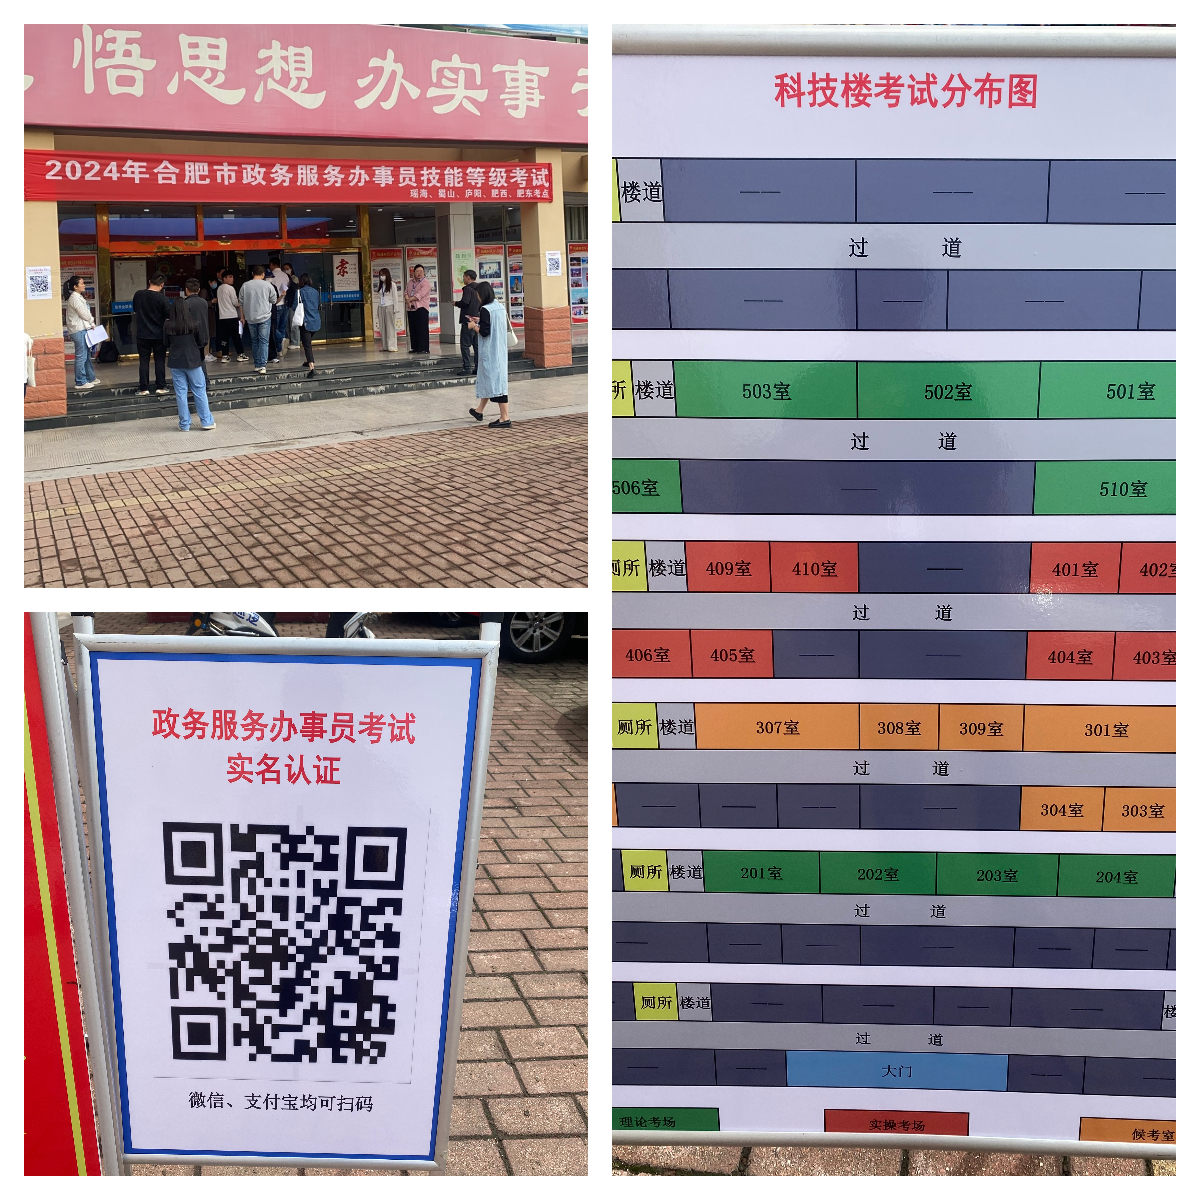 悟思想 办实事
2024年合肥市政务服务办事员技能等级考试
瑶海、蜀山、庐阳、肥西、肥东考点
政务服务办事员考试
实名认证
微信、支付宝均可扫码
科技楼考试分布图
楼道 —— —— ——
过 道
—— —— ——
所 楼道 503室 502室 501室
过 道
506室 —— 510室
厕所 楼道 409室 410室 —— 401室 402室
过 道
406室 405室 —— —— 404室 403室
厕所 楼道 307室 308室 309室 301室
过 道
—— —— —— —— 304室 303室
厕所 楼道 201室 202室 203室 204室
过 道
—— —— —— —— —— ——
厕所 楼道 —— —— —— —— 楼
过 道
—— —— 大门 —— ——
理论考场 实操考场 候考室